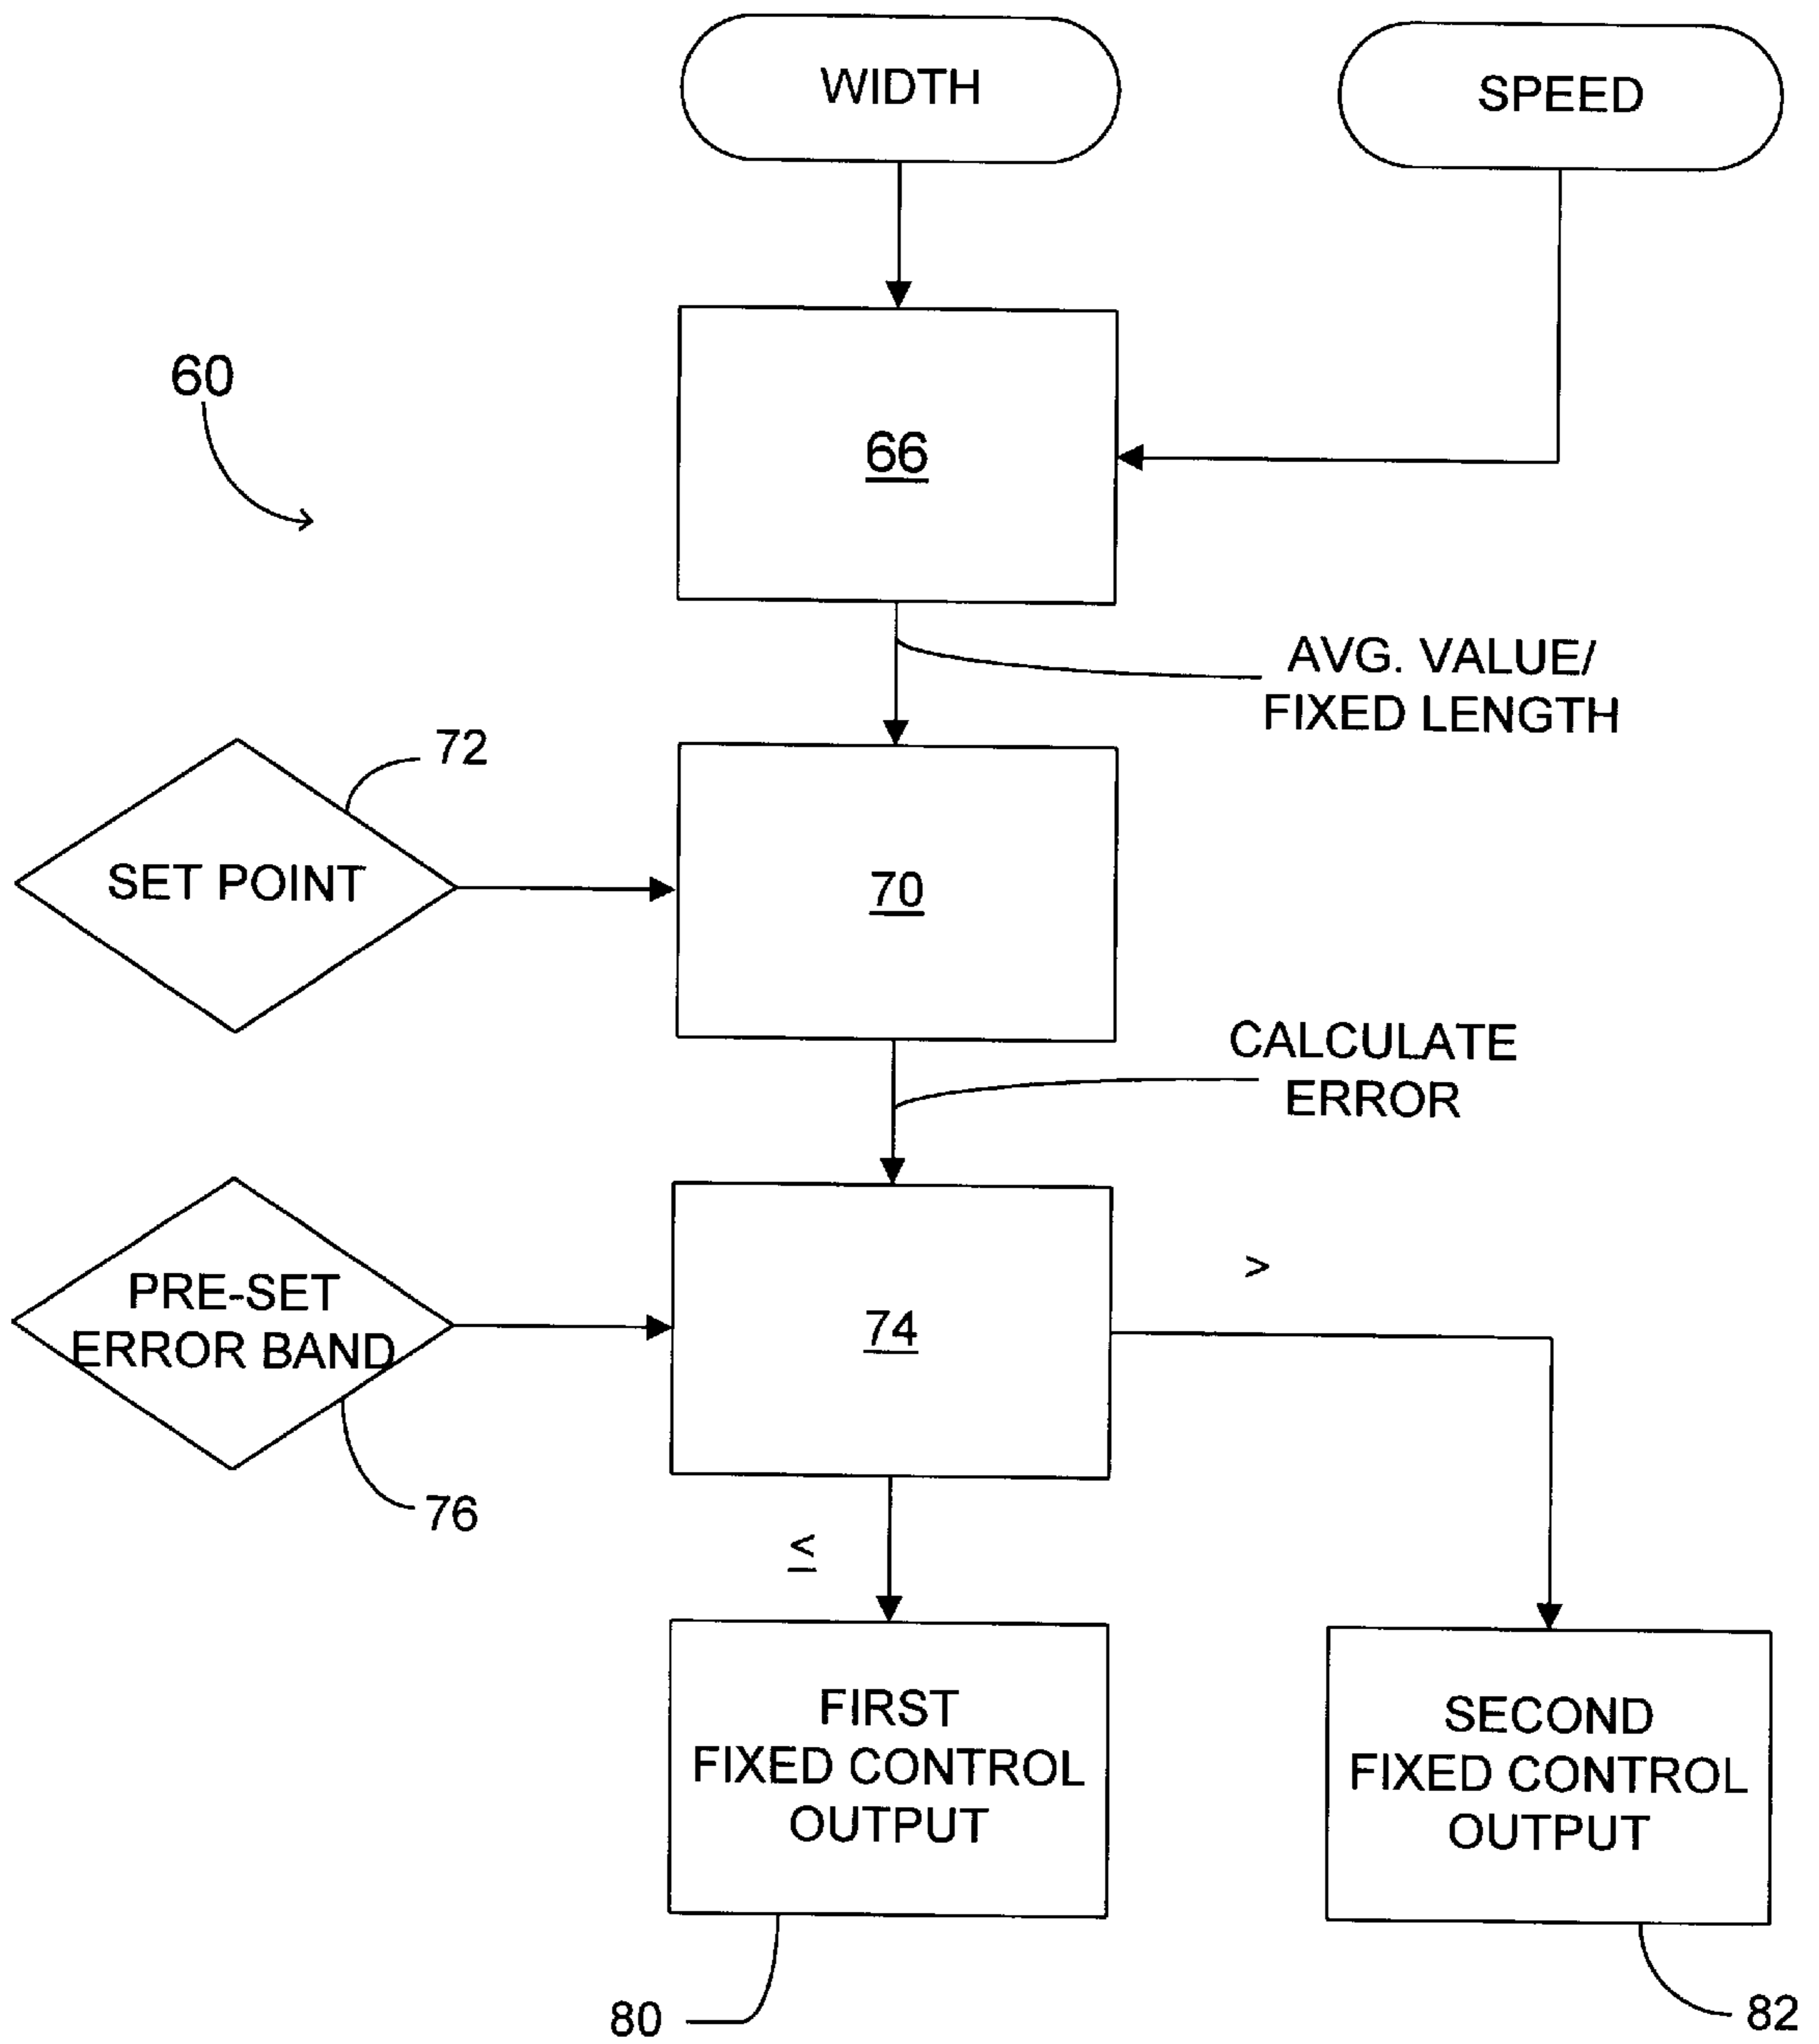 WIDTH
SPEED
60
66
AVG. VALUE/
FIXED LENGTH
72
SET POINT
70
CALCULATE
ERROR
PRE-SET
ERROR BAND
74
>
76
≤
FIRST
FIXED CONTROL
OUTPUT
SECOND
FIXED CONTROL
OUTPUT
80
82